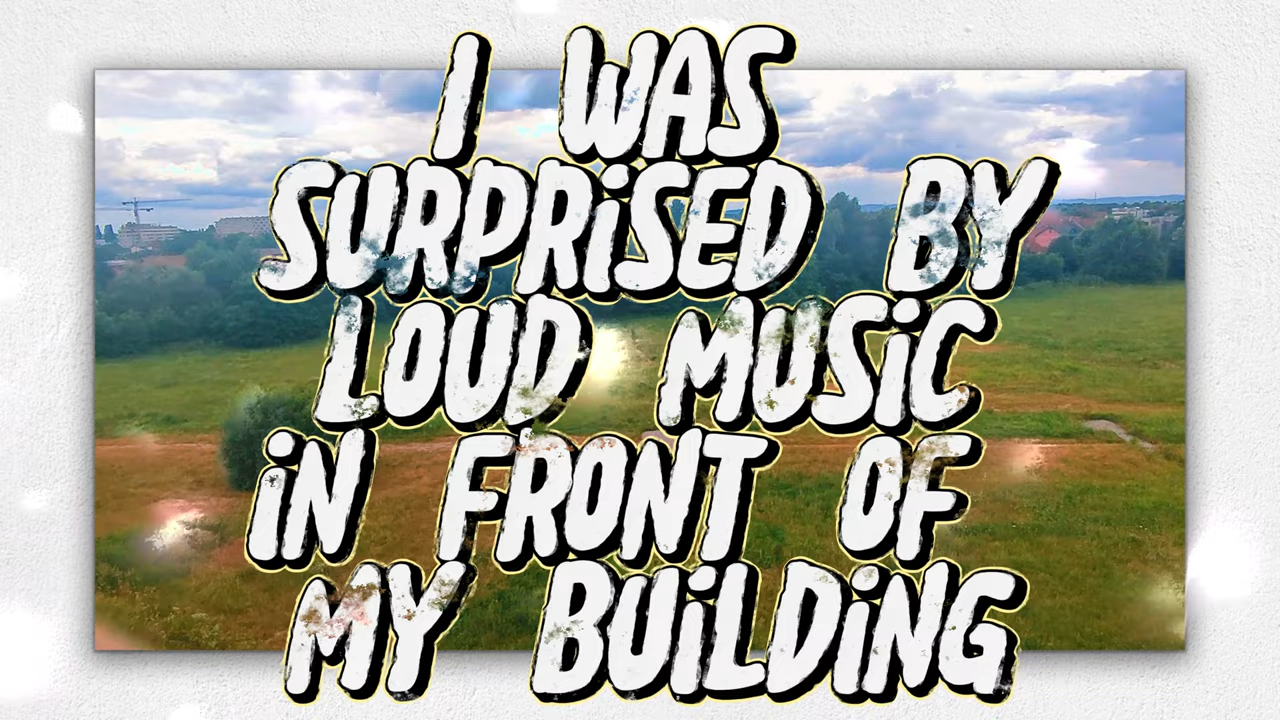 I WAS
SURPRiSED BY
LOUD MUSiC
iN FRONT OF
MY BUiLDiNG